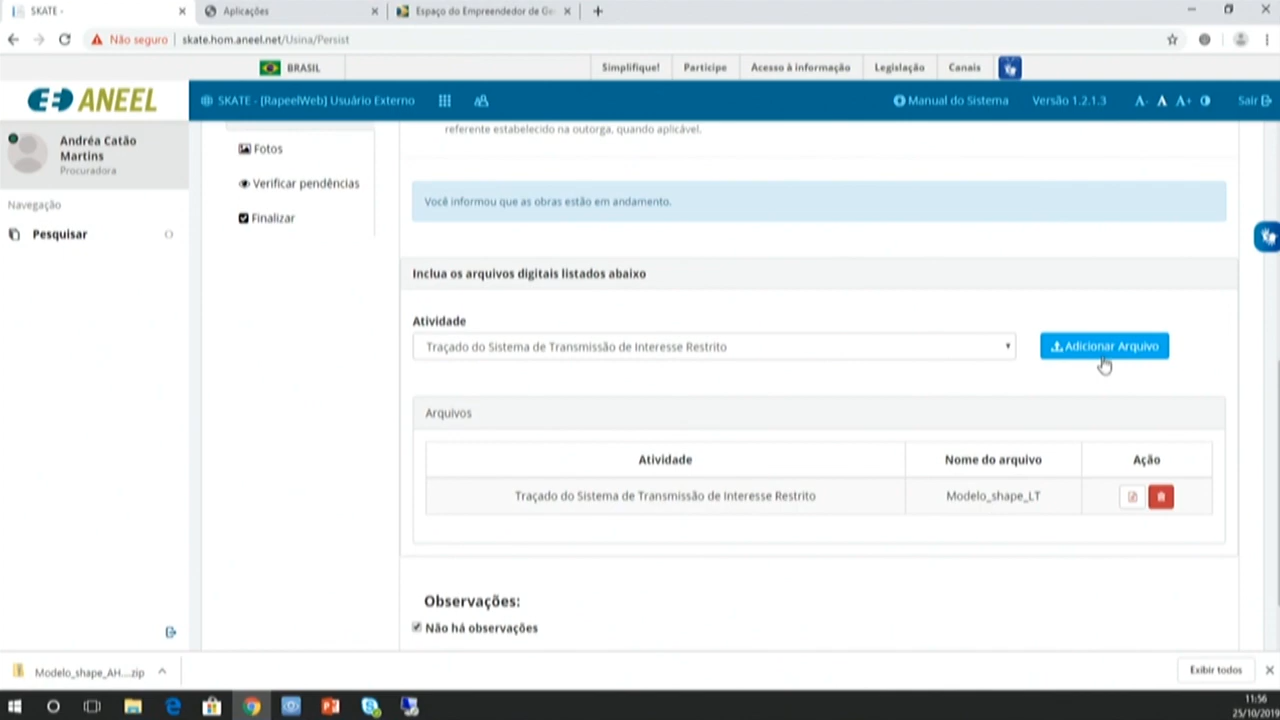 SKATE -
Aplicações
Espaço do Empreendedor de Ge
Não seguro
skate.hom.aneel.net/Usina/Persist
BRASIL
Simplifique!
Participe
Acesso à informação
Legislação
Canais
ANEEL
SKATE - [RapeelWeb] Usuário Externo
Manual do Sistema
Versão 1.2.1.3
A-
A
A+
Sair
Andréa Catão
Martins
Procuradora
Navegação
Pesquisar
referente estabelecido na outorga, quando aplicável.
Fotos
Verificar pendências
Finalizar
Você informou que as obras estão em andamento.
Inclua os arquivos digitais listados abaixo
Atividade
Traçado do Sistema de Transmissão de Interesse Restrito
Adicionar Arquivo
Arquivos
Atividade
Nome do arquivo
Ação
Traçado do Sistema de Transmissão de Interesse Restrito
Modelo_shape_LT
Observações:
Não há observações
Modelo_shape_AH....zip
Exibir todos
11:56
25/10/2019